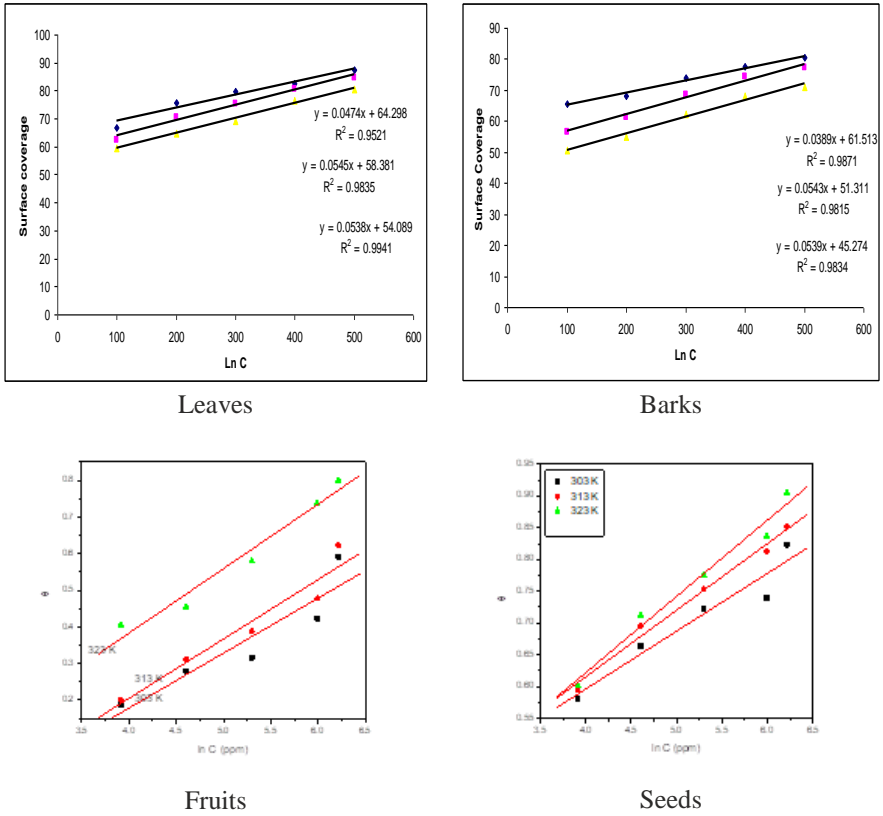 100
90
80
70
60
50
40
30
20
10
0
Surface coverage
y = 0.0474x + 64.298
R² = 0.9521
y = 0.0545x + 58.381
R² = 0.9835
y = 0.0538x + 54.089
R² = 0.9941
0 100 200 300 400 500 600
Ln C
Leaves
90
80
70
60
50
40
30
20
10
0
Surface Coverage
y = 0.0389x + 61.513
R² = 0.9871
y = 0.0543x + 51.311
R² = 0.9815
y = 0.0539x + 45.274
R² = 0.9834
0 100 200 300 400 500 600
Ln C
Barks
0.8
0.7
0.6
0.5
0.4
0.3
0.2
θ
323 K
313 K
303 K
3.5 4.0 4.5 5.0 5.5 6.0 6.5
ln C (ppm)
Fruits
0.95
0.90
0.85
0.80
0.75
0.70
0.65
0.60
0.55
θ
303 K
313 K
323 K
3.5 4.0 4.5 5.0 5.5 6.0 6.5
ln C (ppm)
Seeds